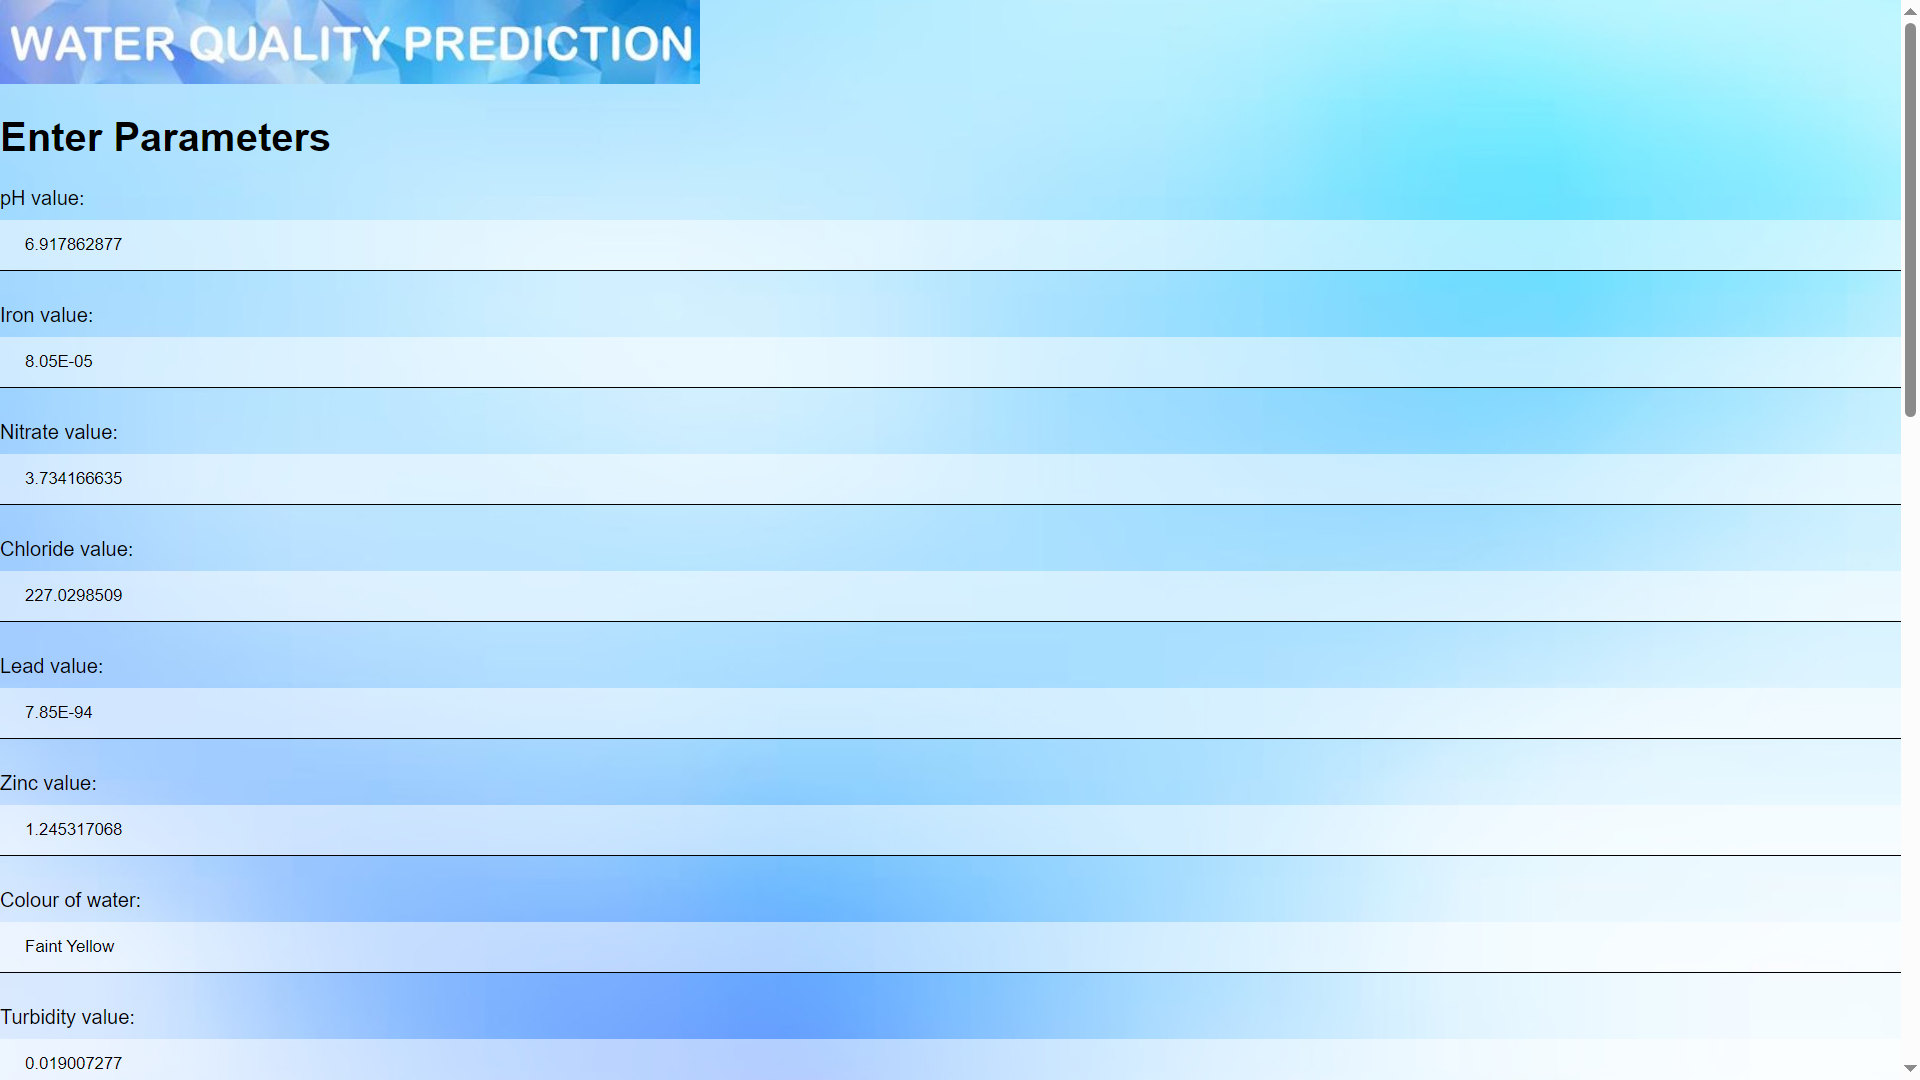 WATER QUALITY PREDICTION
Enter Parameters
pH value:
6.917862877
Iron value:
8.05E-05
Nitrate value:
3.734166635
Chloride value:
227.0298509
Lead value:
7.85E-94
Zinc value:
1.245317068
Colour of water:
Faint Yellow
Turbidity value:
0.019007277